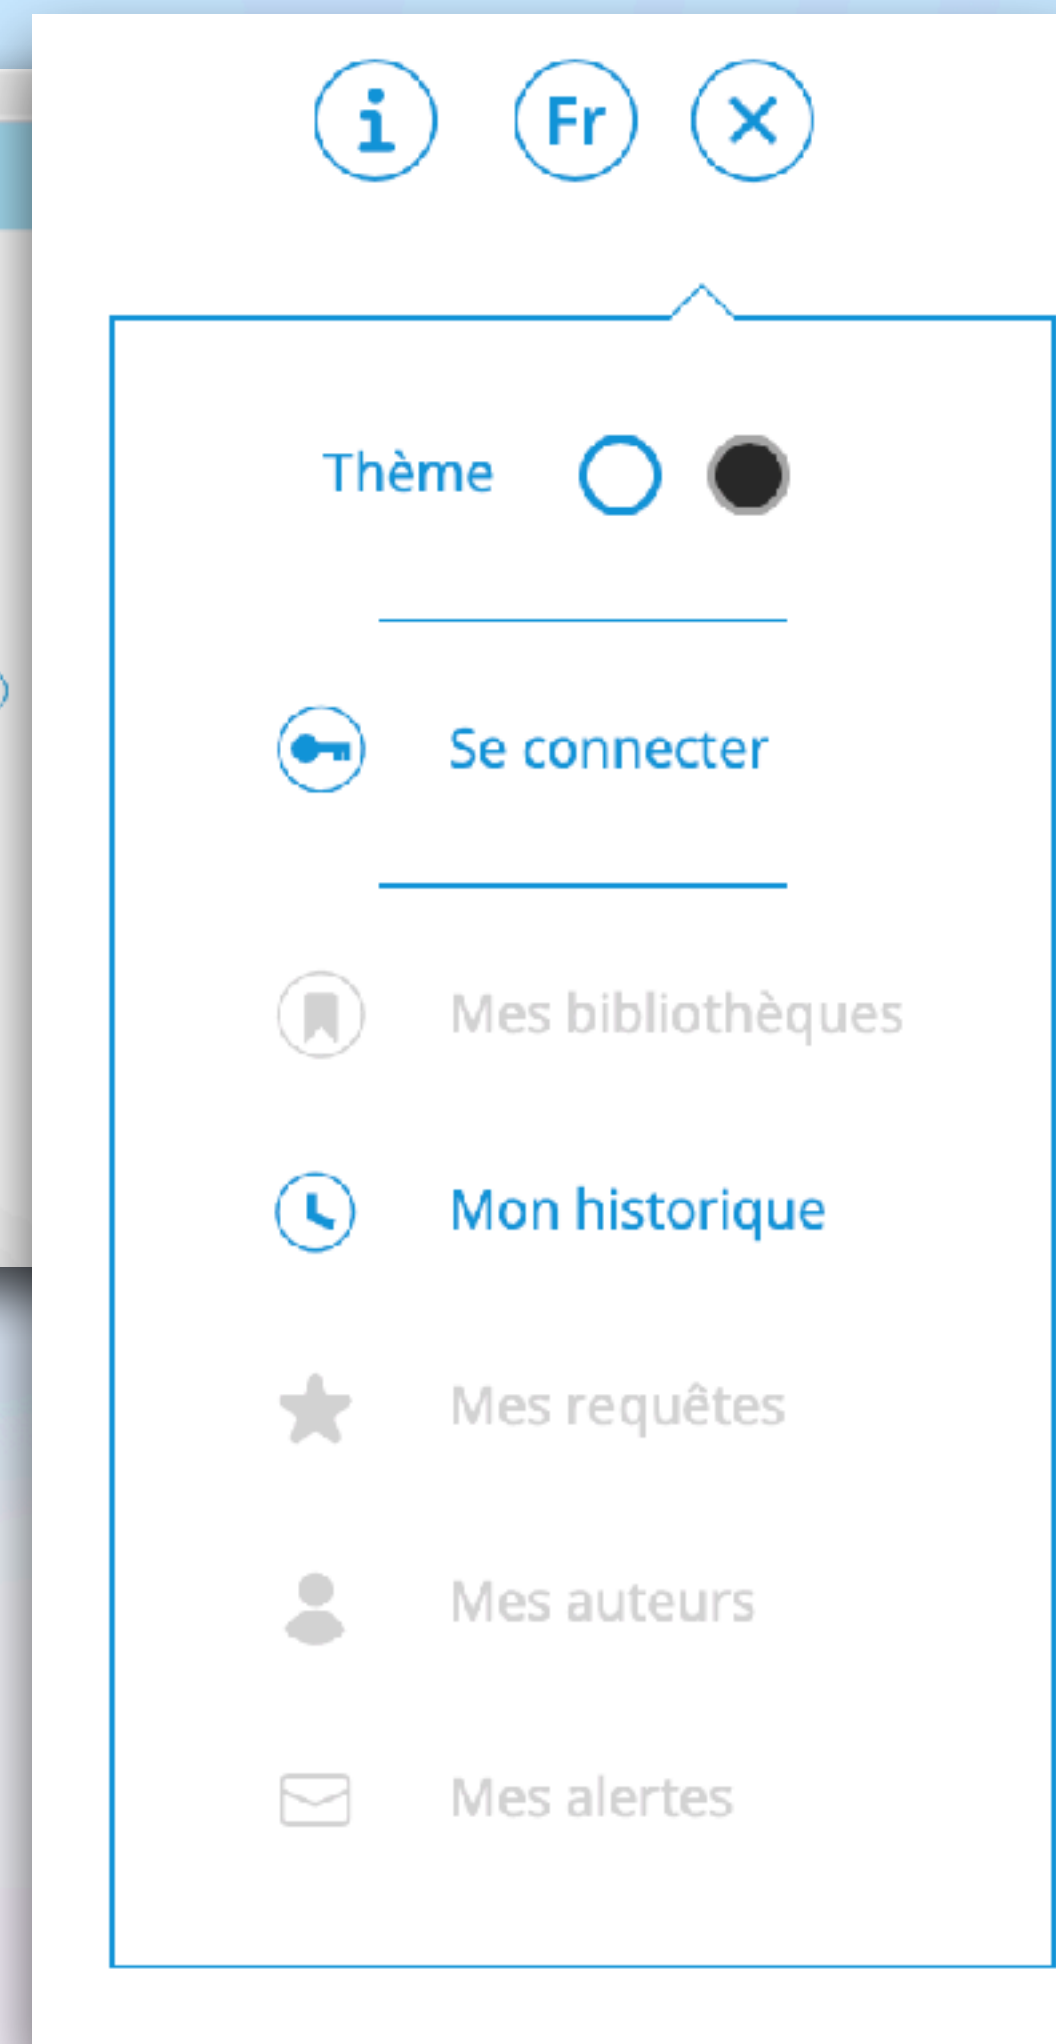 i Fr
Thème
Se connecter
Mes bibliothèques
Mon historique
Mes requêtes
Mes auteurs
Mes alertes